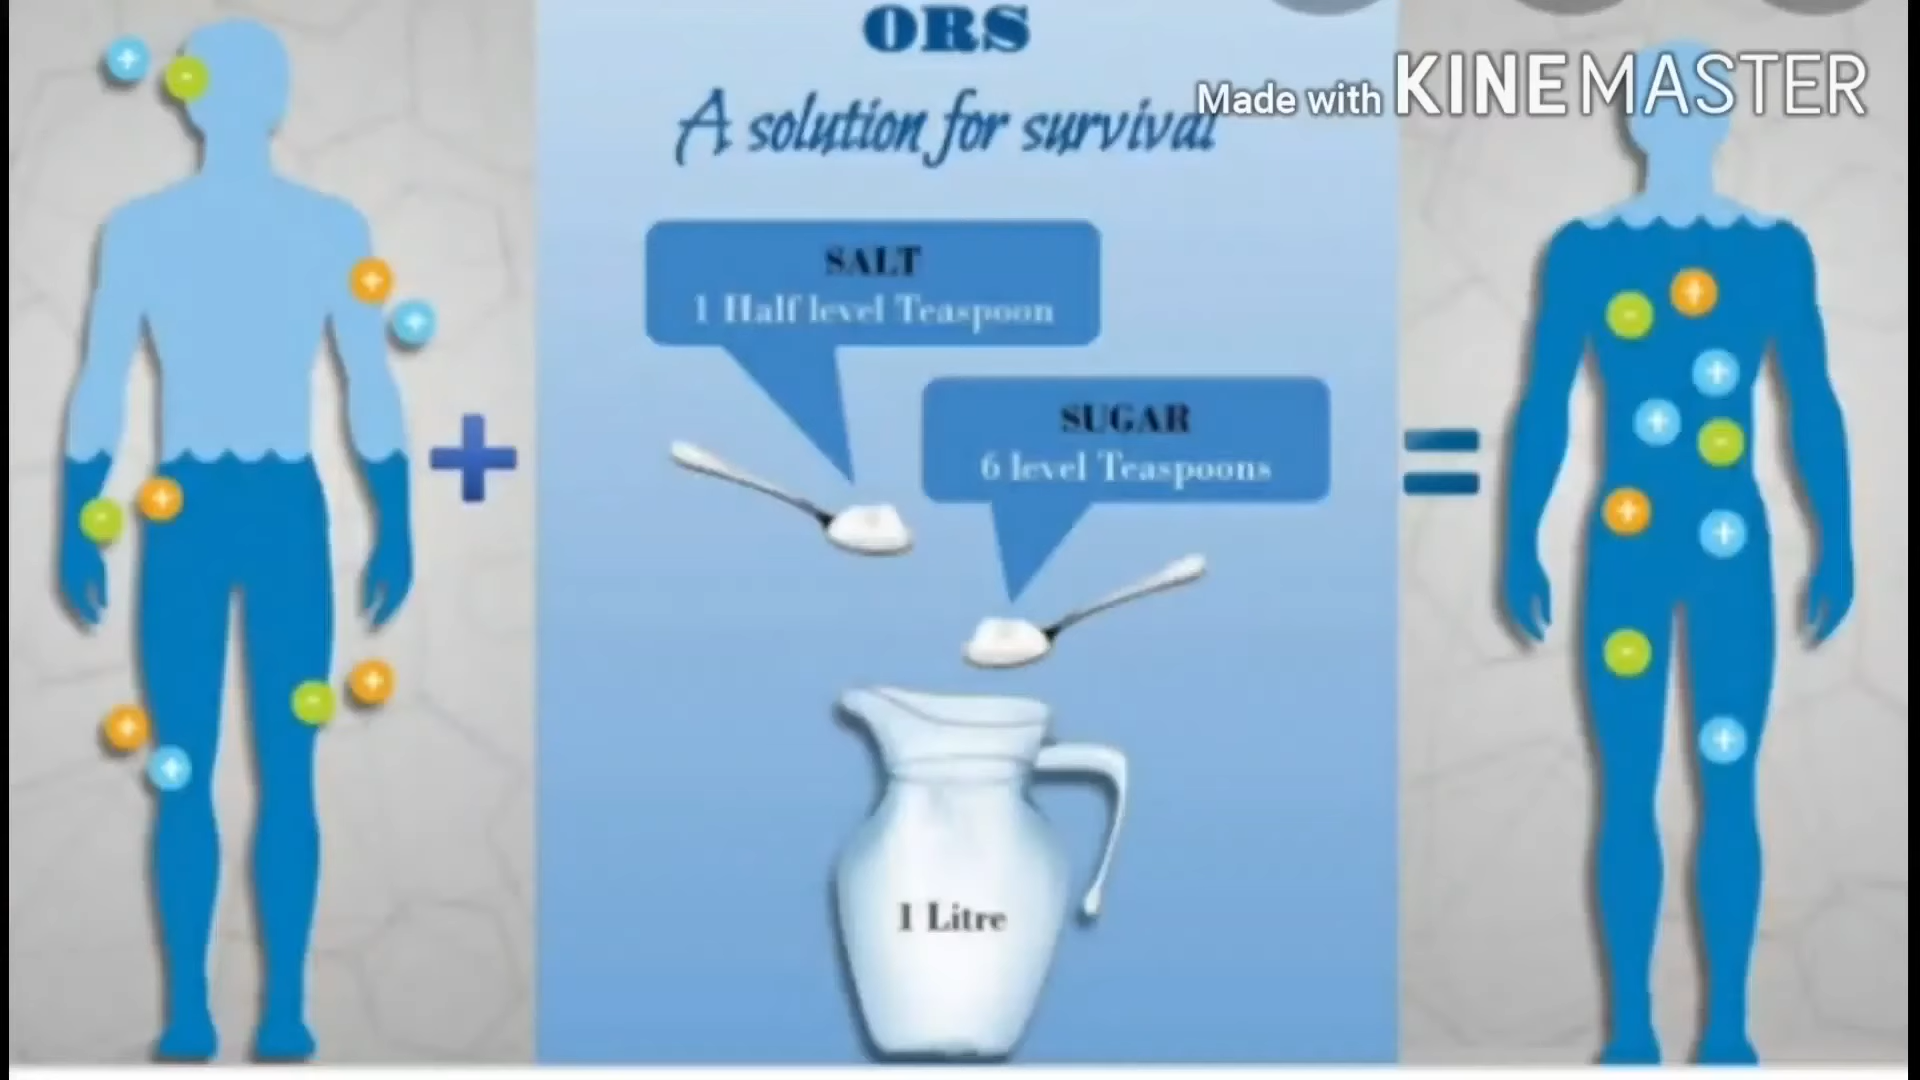 ORS
Made with KINEMASTER
A solution for survival
SALT
1 Half level Teaspoon
SUGAR
6 level Teaspoons
1 Litre